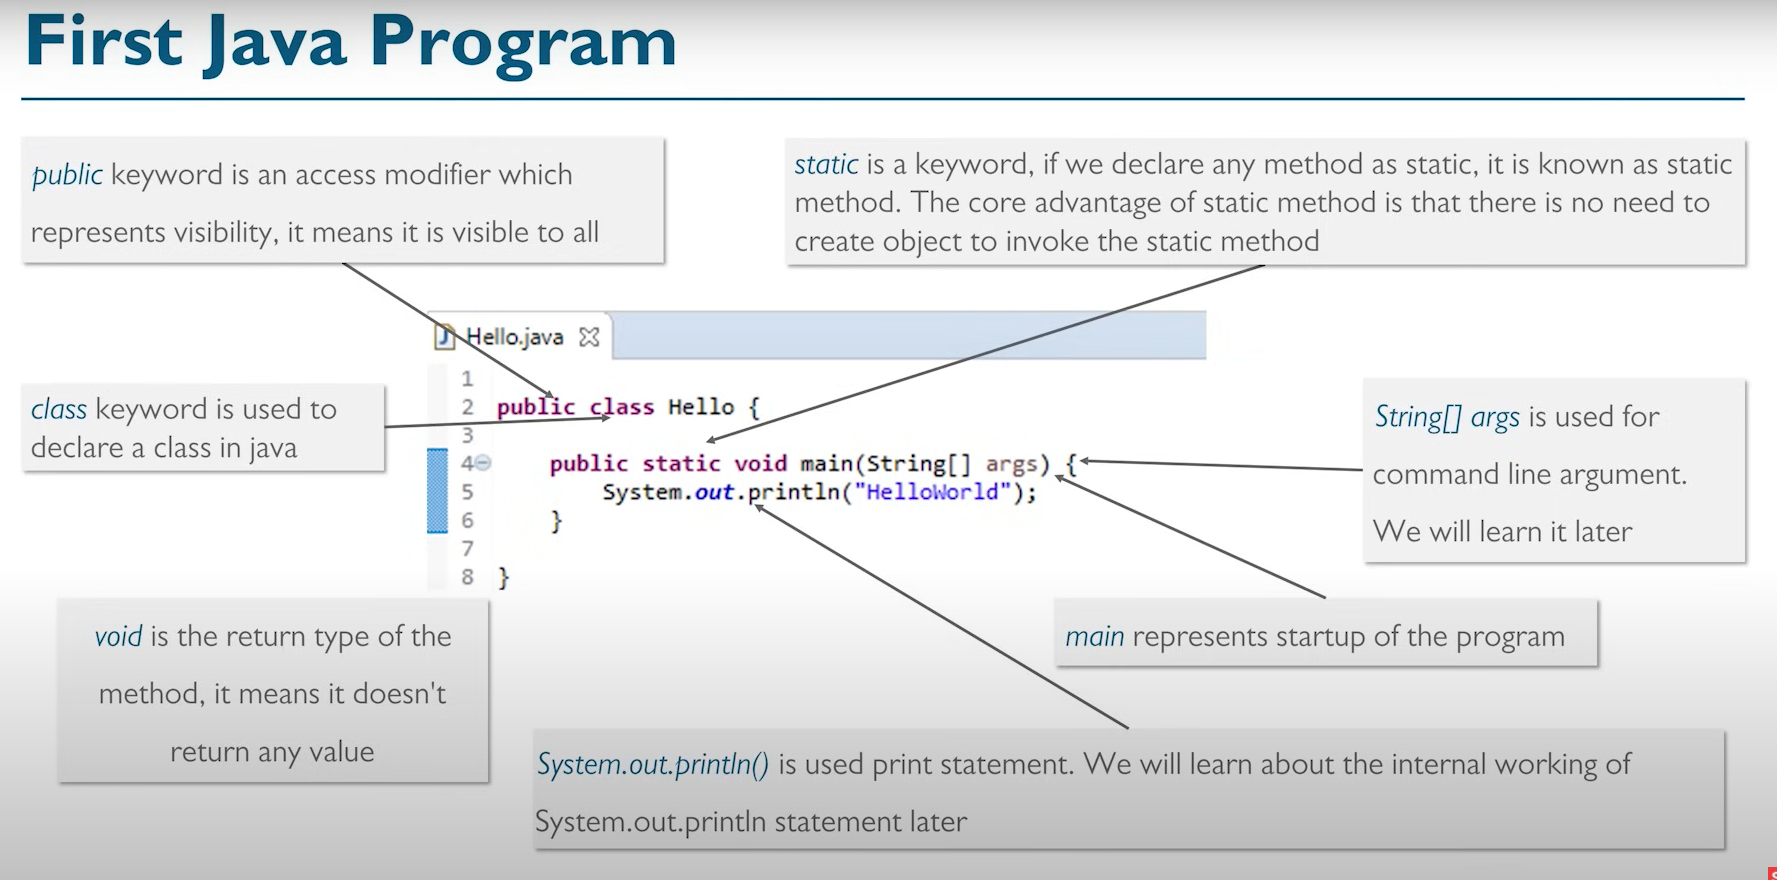 First Java Program
public keyword is an access modifier which
represents visibility, it means it is visible to all
static is a keyword, if we declare any method as static, it is known as static
method. The core advantage of static method is that there is no need to
create object to invoke the static method
Hello.java
class keyword is used to
declare a class in java
1
2 public class Hello {
3
4 public static void main(String[] args) {
5 System.out.println("HelloWorld");
6 }
7
8 }
String[] args is used for
command line argument.
We will learn it later
void is the return type of the
method, it means it doesn't
return any value
main represents startup of the program
System.out.println() is used print statement. We will learn about the internal working of
System.out.println statement later